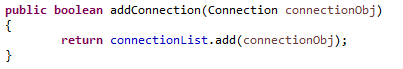 public boolean addConnection(Connection connectionObj)
{
        return connectionList.add(connectionObj);
}